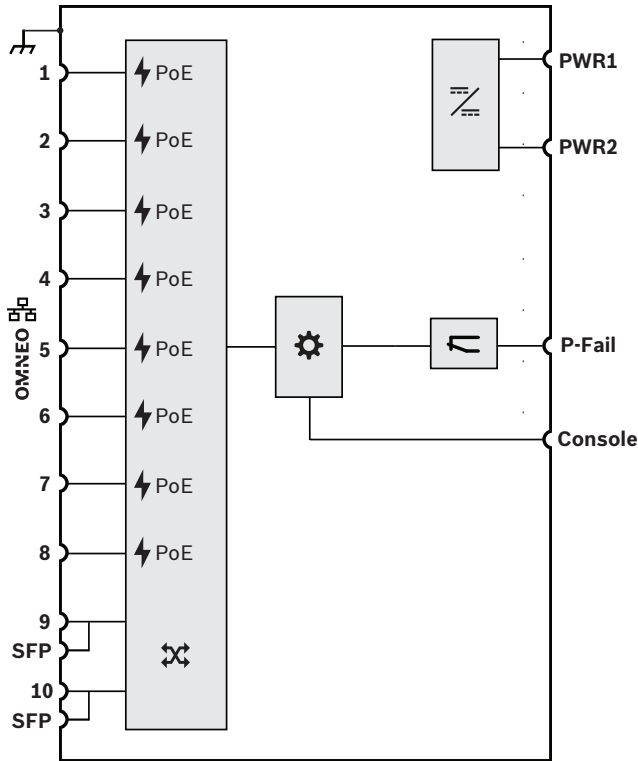 1 PoE
2 PoE
3 PoE
4 PoE
5 PoE
6 PoE
7 PoE
8 PoE
9
SFP
10
SFP
OMNEO
PWR1
PWR2
P-Fail
Console